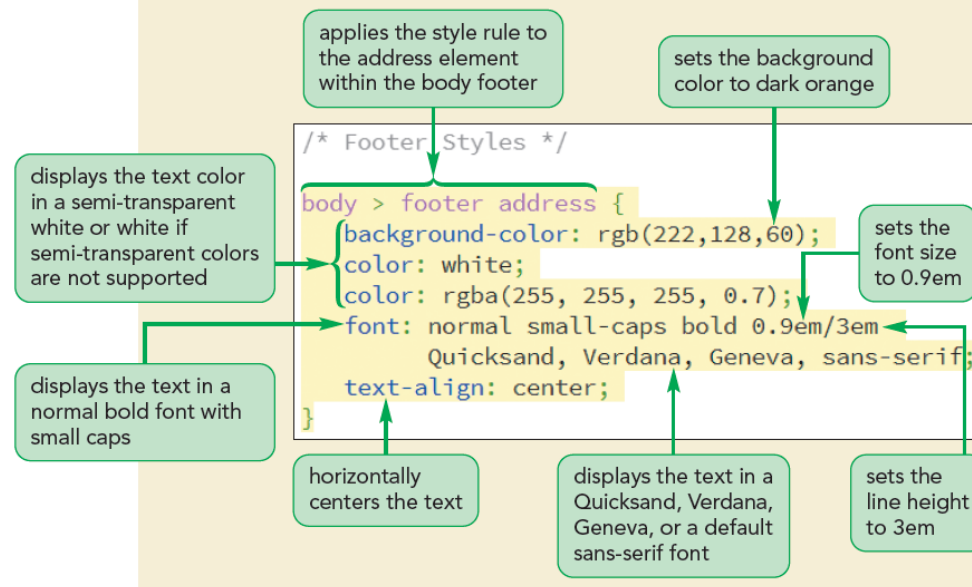 applies the style rule to
the address element
within the body footer
sets the background
color to dark orange
/* Footer Styles */
displays the text color
in a semi-transparent
white or white if
semi-transparent colors
are not supported
body > footer address {
background-color: rgb(222,128,60);
color: white;
color: rgba(255, 255, 255, 0.7);
font: normal small-caps bold 0.9em/3em
Quicksand, Verdana, Geneva, sans-serif;
text-align: center;
}
sets the
font size
to 0.9em
displays the text in a
normal bold font with
small caps
horizontally
centers the text
displays the text in a
Quicksand, Verdana,
Geneva, or a default
sans-serif font
sets the
line height
to 3em